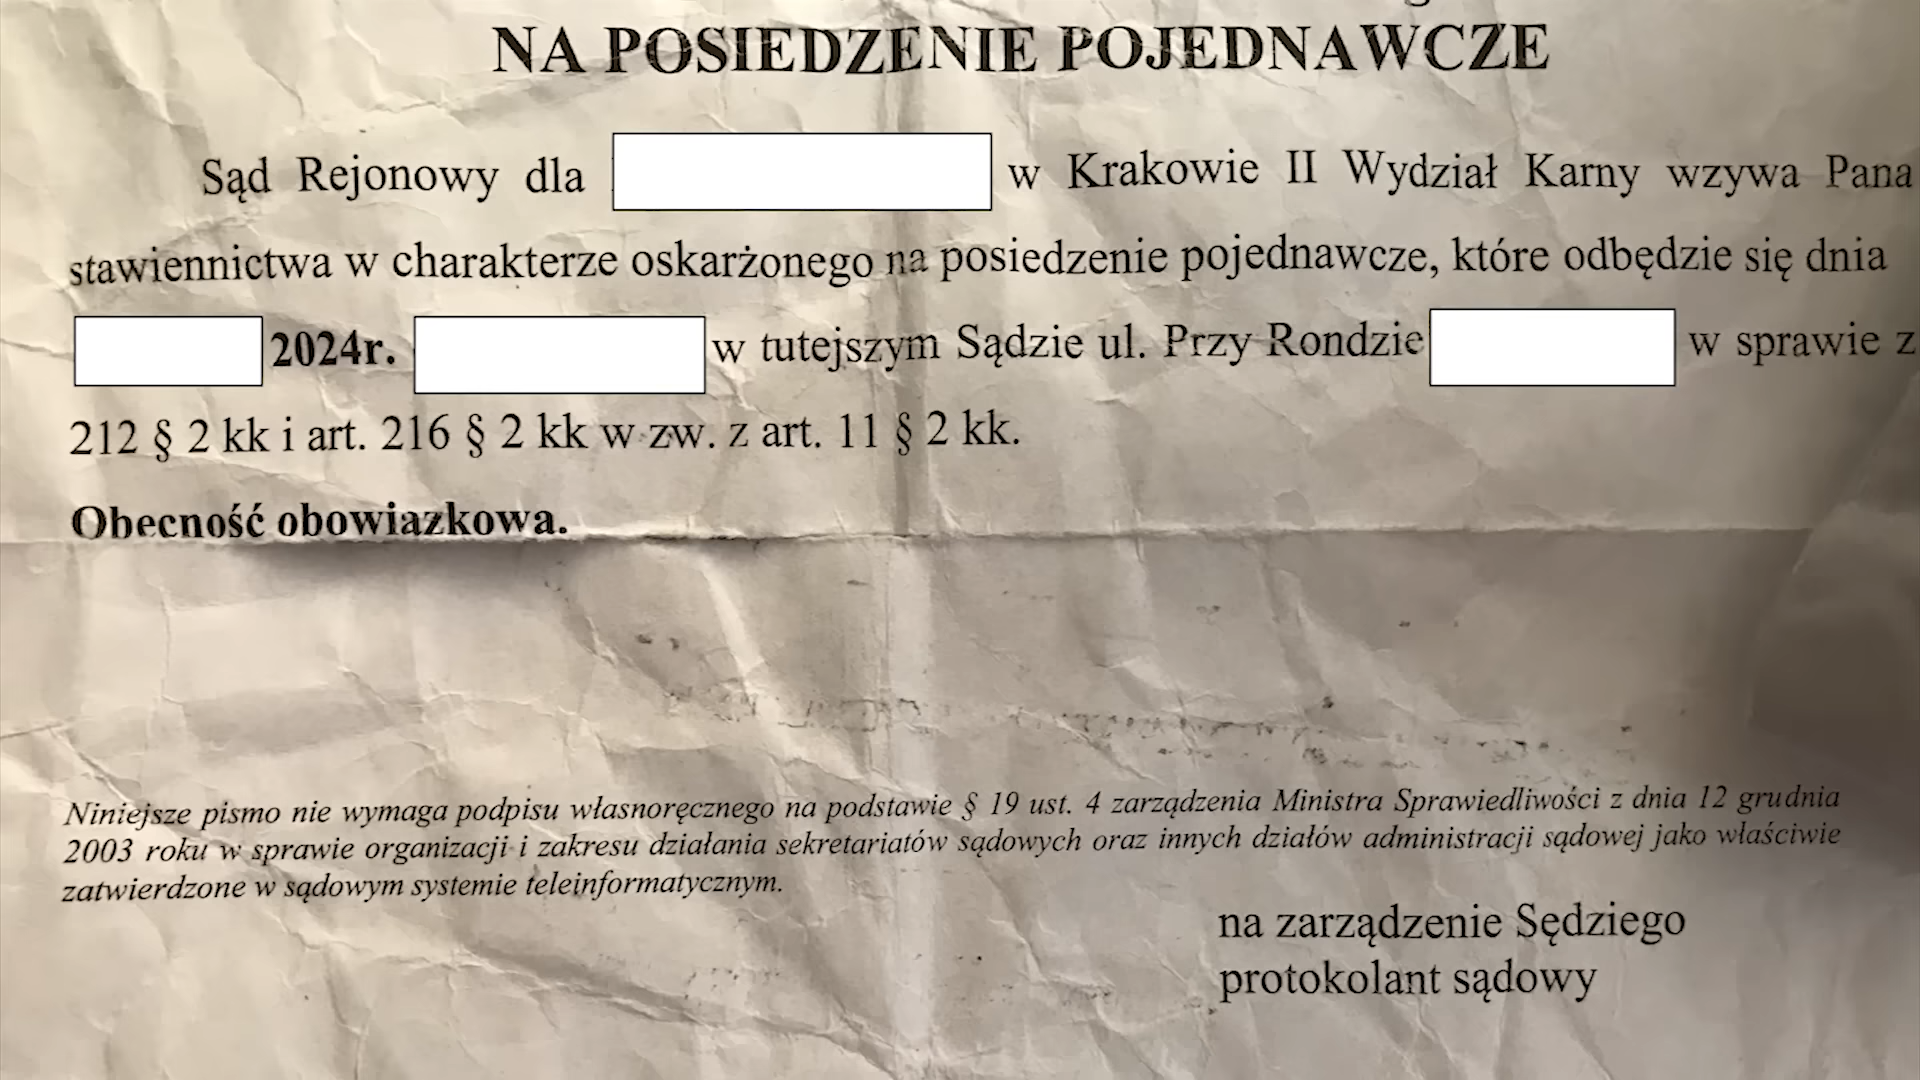 NA POSIEDZENIE POJEDNAWCZE
Sąd Rejonowy dla w Krakowie II Wydział Karny wzywa Pana
stawiennictwa w charakterze oskarżonego na posiedzenie pojednawcze, które odbędzie się dnia
2024r. w tutejszym Sądzie ul. Przy Rondzie w sprawie z
212 § 2 kk i art. 216 § 2 kk w zw. z art. 11 § 2 kk.
Obecność obowiązkowa.
Niniejsze pismo nie wymaga podpisu własnoręcznego na podstawie § 19 ust. 4 zarządzenia Ministra Sprawiedliwości z dnia 12 grudnia
2003 roku w sprawie organizacji i zakresu działania sekretariatów sądowych oraz innych działów administracji sądowej jako właściwie
zatwierdzone w sądowym systemie teleinformatycznym.
na zarządzenie Sędziego
protokolant sądowy